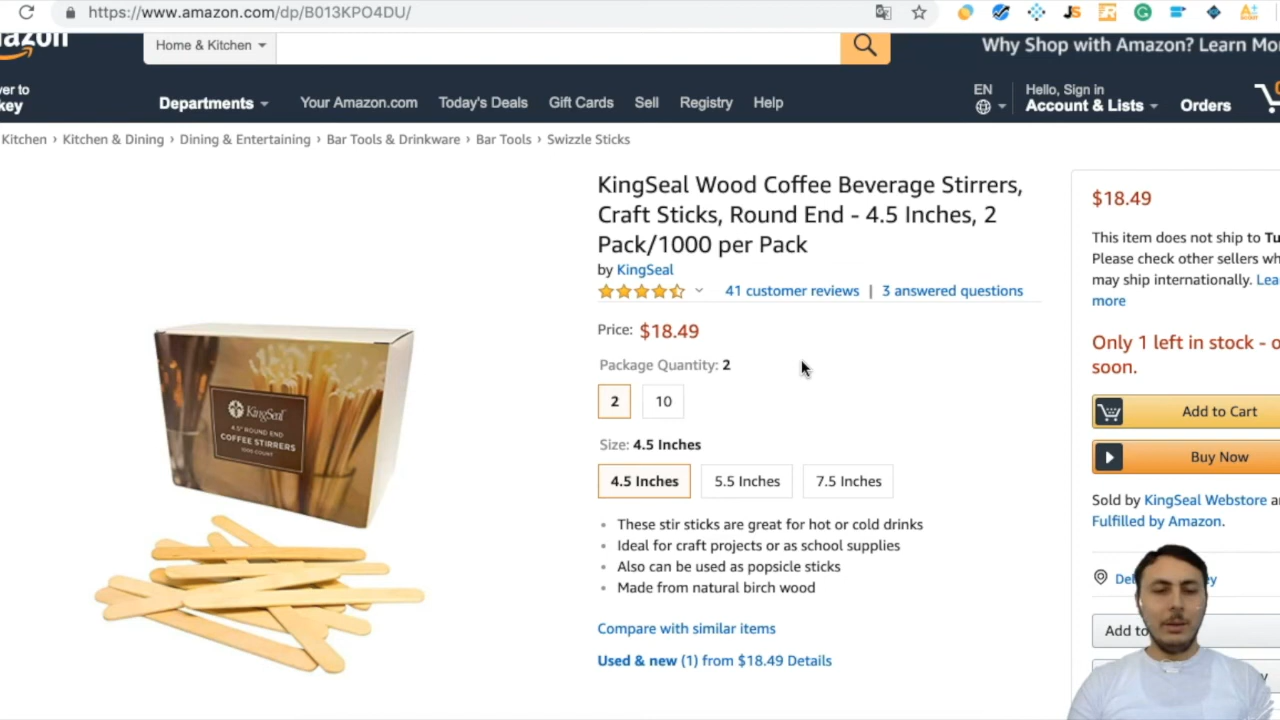 https://www.amazon.com/dp/B013KPO4DU/
Home & Kitchen
Why Shop with Amazon? Learn
EN
Hello, Sign in
Departments
Your Amazon.com
Today's Deals
Gift Cards
Sell
Registry
Help
Account & Lists
Orders
Kitchen › Kitchen & Dining › Dining & Entertaining › Bar Tools & Drinkware › Bar Tools › Swizzle Sticks
KingSeal Wood Coffee Beverage Stirrers,
Craft Sticks, Round End - 4.5 Inches, 2
Pack/1000 per Pack
by KingSeal
41 customer reviews | 3 answered questions
Price: $18.49
Package Quantity: 2
2
10
Size: 4.5 Inches
4.5 Inches
5.5 Inches
7.5 Inches
These stir sticks are great for hot or cold drinks
Ideal for craft projects or as school supplies
Also can be used as popsicle sticks
Made from natural birch wood
Compare with similar items
Used & new (1) from $18.49 Details
KingSeal
4.5" ROUND END
COFFEE STIRRERS
1000 COUNT
$18.49
This item does not ship to
Please check other sellers
may ship internationally.
more
Only 1 left in stock -
soon.
Add to Cart
Buy Now
Sold by KingSeal Webstore
Fulfilled by Amazon.
Add to